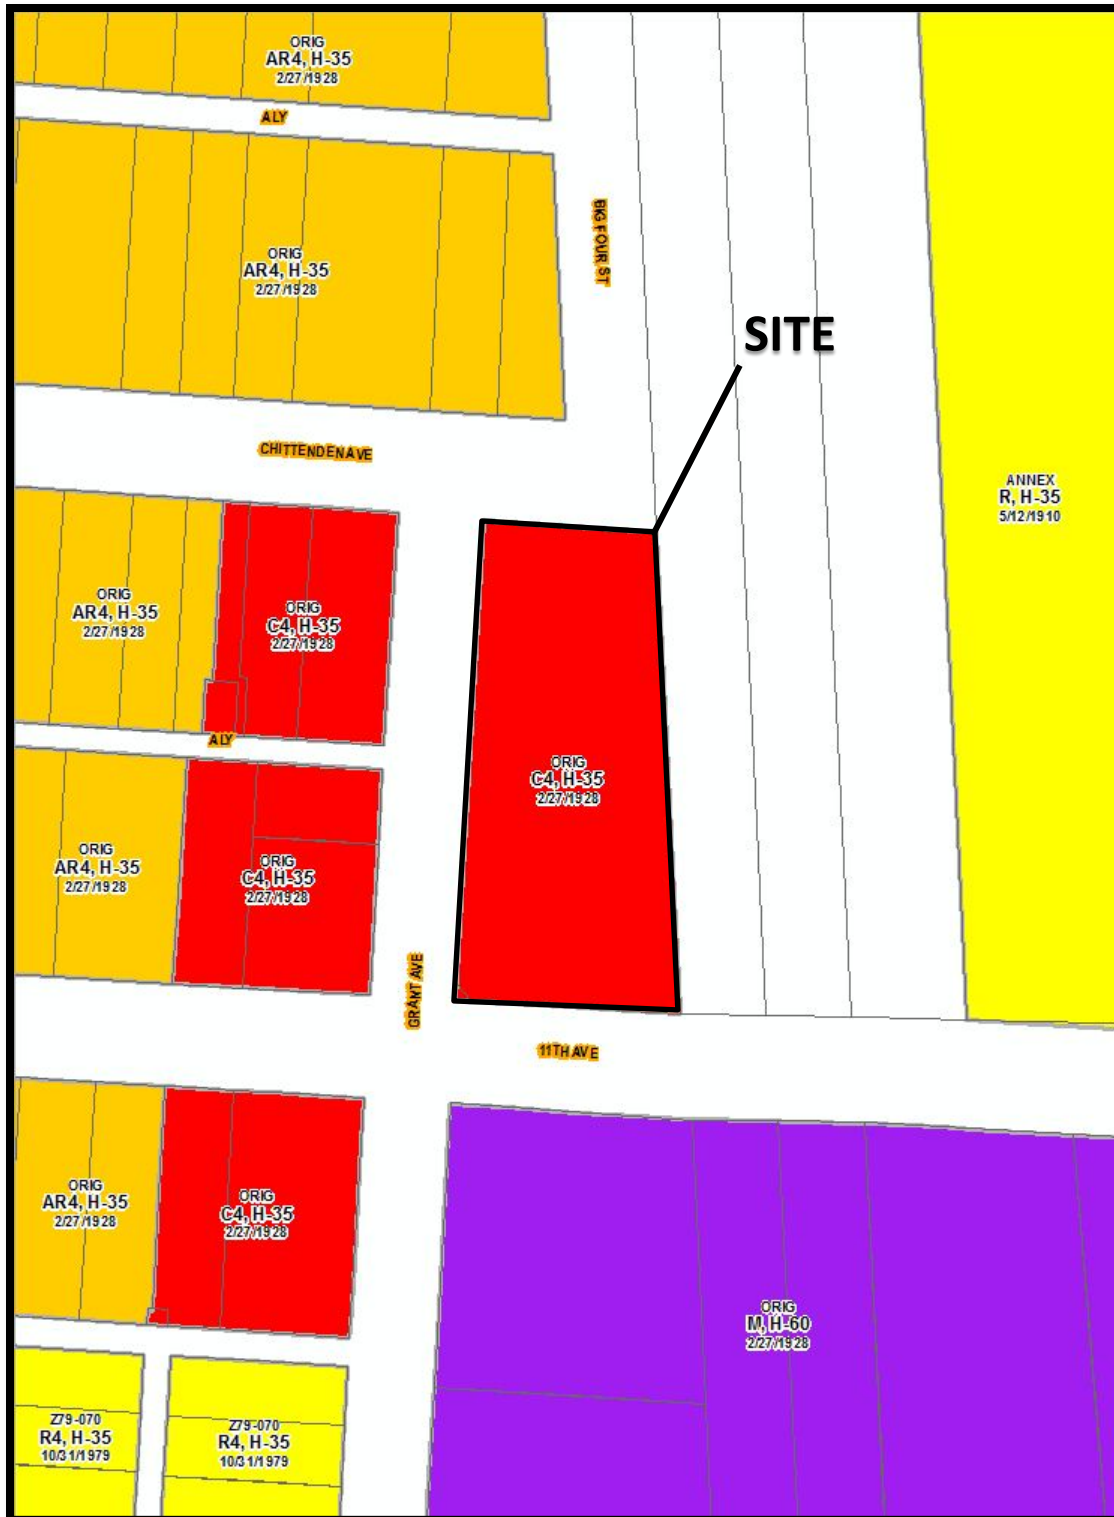 ORIG
AR4, H-35
2/27/1928
ALY
ORIG
AR4, H-35
2/27/1928
BIG FOUR ST
SITE
CHITTENDEN AVE
ANNEX
R, H-35
5/12/1910
ORIG
AR4, H-35
2/27/1928
ORIG
C4, H-35
2/27/1928
ALY
ORIG
C4, H-35
2/27/1928
ORIG
AR4, H-35
2/27/1928
ORIG
C4, H-35
2/27/1928
GRANT AVE
11TH AVE
ORIG
AR4, H-35
2/27/1928
ORIG
C4, H-35
2/27/1928
ORIG
M, H-60
2/27/1928
Z79-070
R4, H-35
10/31/1979
Z79-070
R4, H-35
10/31/1979